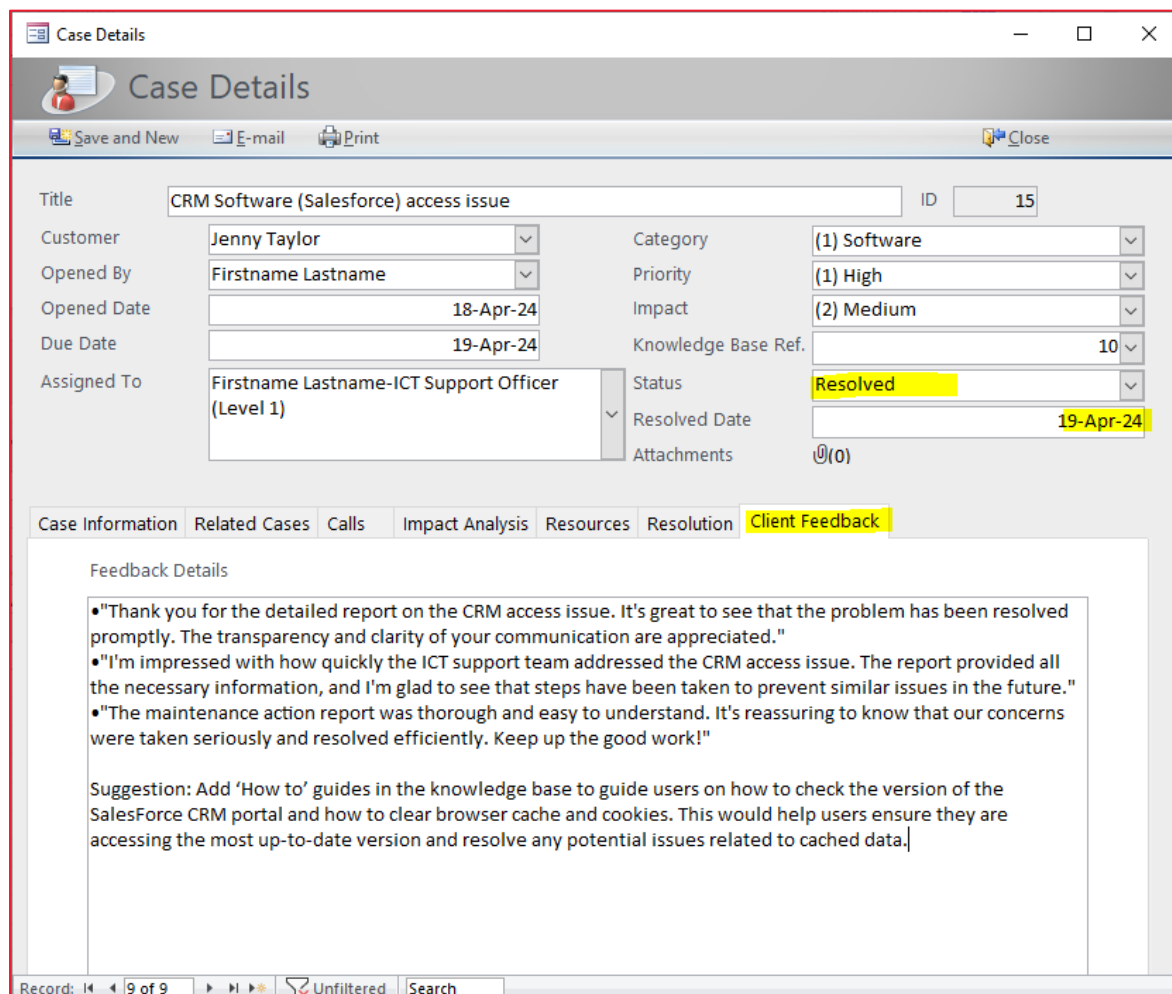 Case Details
Case Details
Save and New E-mail Print Close
Title CRM Software (Salesforce) access issue ID 15
Customer Jenny Taylor Category (1) Software
Opened By Firstname Lastname Priority (1) High
Opened Date 18-Apr-24 Impact (2) Medium
Due Date 19-Apr-24 Knowledge Base Ref. 10
Assigned To Firstname Lastname-ICT Support Officer Status Resolved
(Level 1)
Resolved Date 19-Apr-24
Attachments (0)
Case Information Related Cases Calls Impact Analysis Resources Resolution Client Feedback
Feedback Details
•"Thank you for the detailed report on the CRM access issue. It's great to see that the problem has been resolved
promptly. The transparency and clarity of your communication are appreciated."
•"I'm impressed with how quickly the ICT support team addressed the CRM access issue. The report provided all
the necessary information, and I'm glad to see that steps have been taken to prevent similar issues in the future."
•"The maintenance action report was thorough and easy to understand. It's reassuring to know that our concerns
were taken seriously and resolved efficiently. Keep up the good work!"
Suggestion: Add ‘How to’ guides in the knowledge base to guide users on how to check the version of the
SalesForce CRM portal and how to clear browser cache and cookies. This would help users ensure they are
accessing the most up-to-date version and resolve any potential issues related to cached data.
Record: 9 of 9 Unfiltered Search